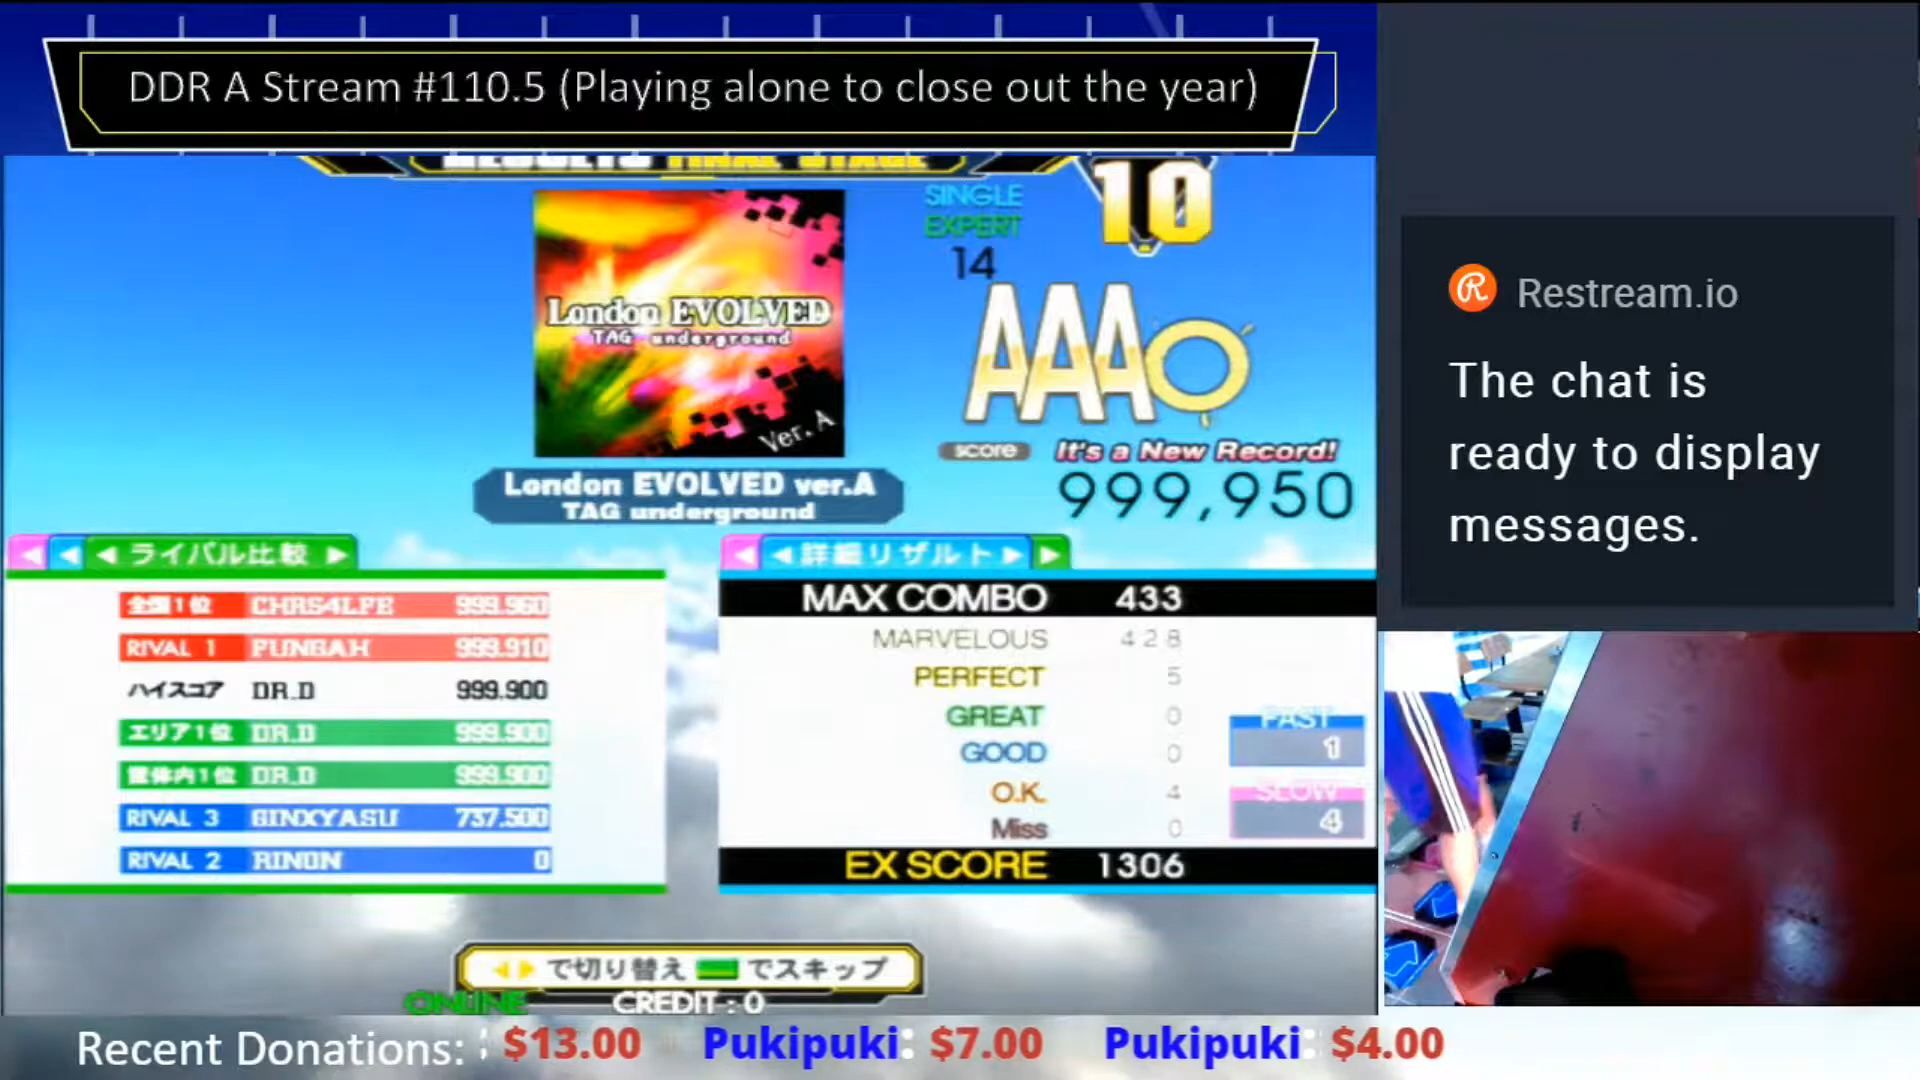 DDR A Stream #110.5 (Playing alone to close out the year)
RESULTS FINAL STAGE
SINGLE
EXPERT
14
10
AAA
London EVOLVED
TAG underground
Ver. A
score It's a New Record!
999,950
London EVOLVED ver.A
TAG underground
ライバル比較
全国1位 CHRS4LFE 999.960
RIVAL 1 FUNGAH 999.910
ハイスコア DR.D 999.900
エリア1位 DR.D 999.900
筐体内1位 DR.D 999.900
RIVAL 3 GINXYASU 737.500
RIVAL 2 RINON 0
詳細リザルト
MAX COMBO 433
MARVELOUS 428
PERFECT 5
GREAT 0
GOOD 0
O.K. 4
Miss 0
FAST
1
SLOW
4
EX SCORE 1306
で切り替え でスキップ
ONLINE CREDIT : 0
Restream.io
The chat is
ready to display
messages.
Recent Donations: $13.00 Pukipuki: $7.00 Pukipuki: $4.00